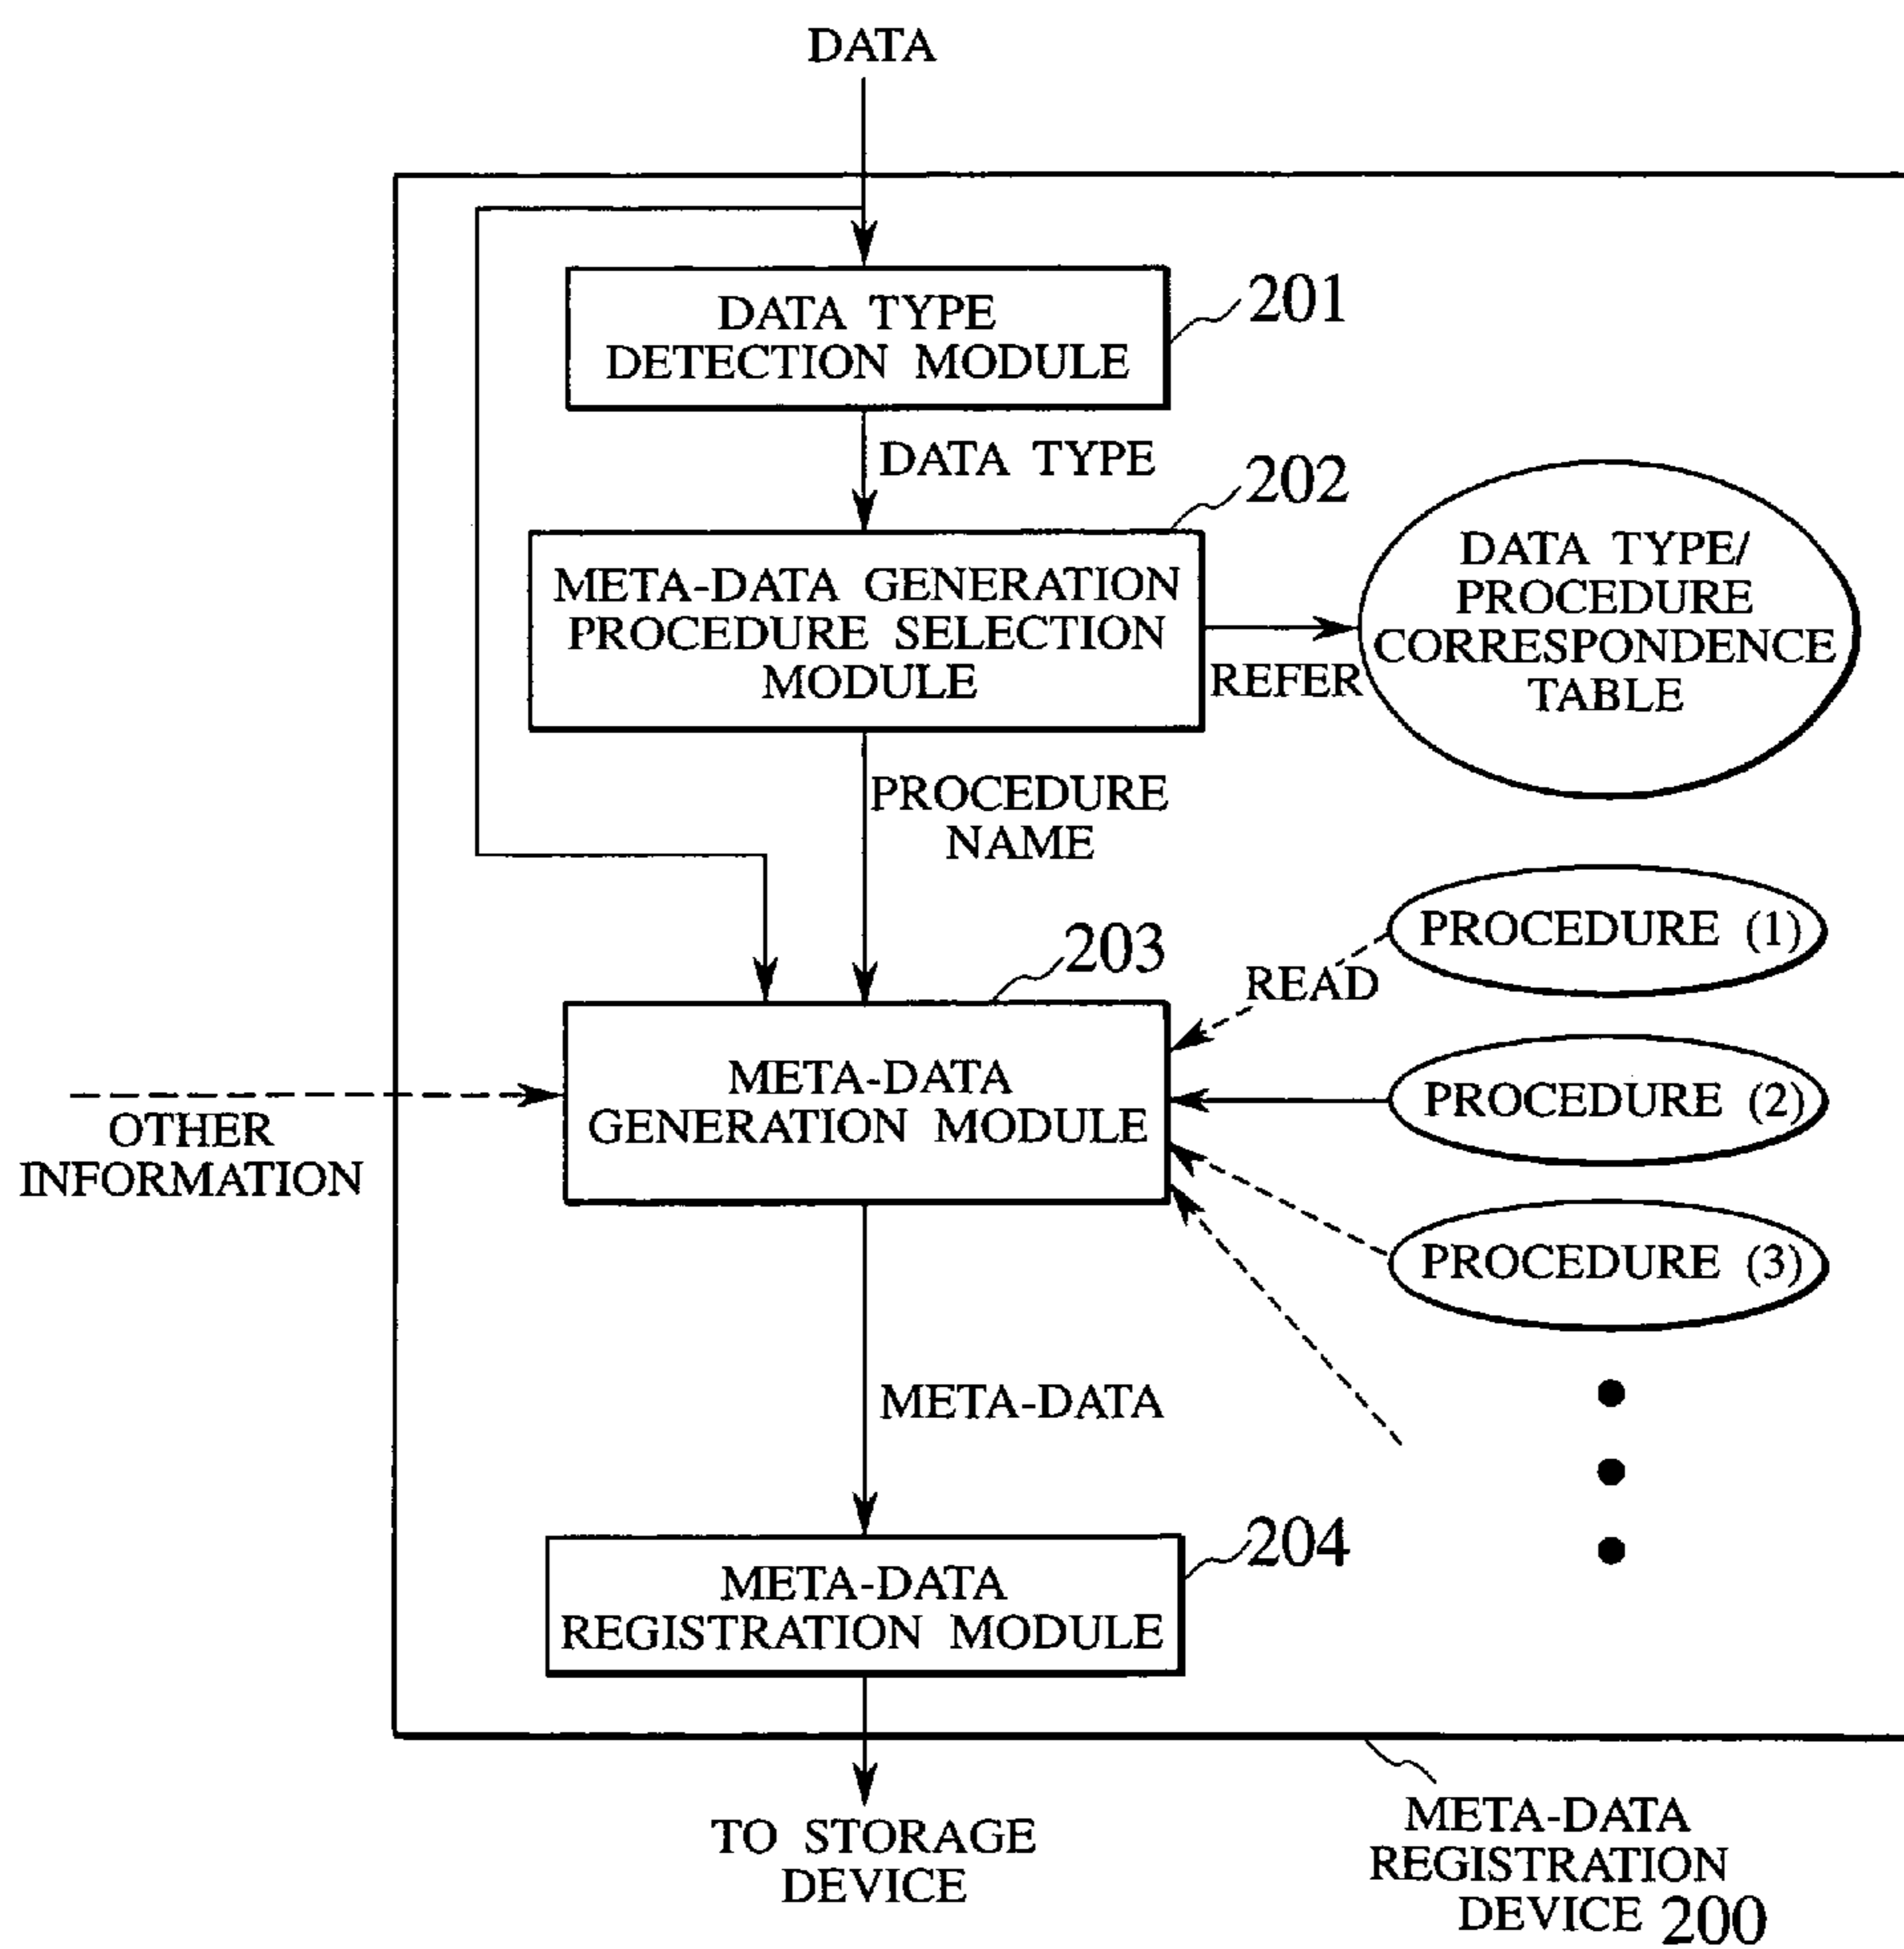 DATA
DATA TYPE
DETECTION MODULE
201
DATA TYPE
202
META-DATA GENERATION
PROCEDURE SELECTION
MODULE
REFER
DATA TYPE/
PROCEDURE
CORRESPONDENCE
TABLE
PROCEDURE
NAME
203
READ
PROCEDURE (1)
META-DATA
GENERATION MODULE
PROCEDURE (2)
OTHER
INFORMATION
PROCEDURE (3)
META-DATA
204
META-DATA
REGISTRATION MODULE
TO STORAGE
DEVICE
META-DATA
REGISTRATION
DEVICE 200